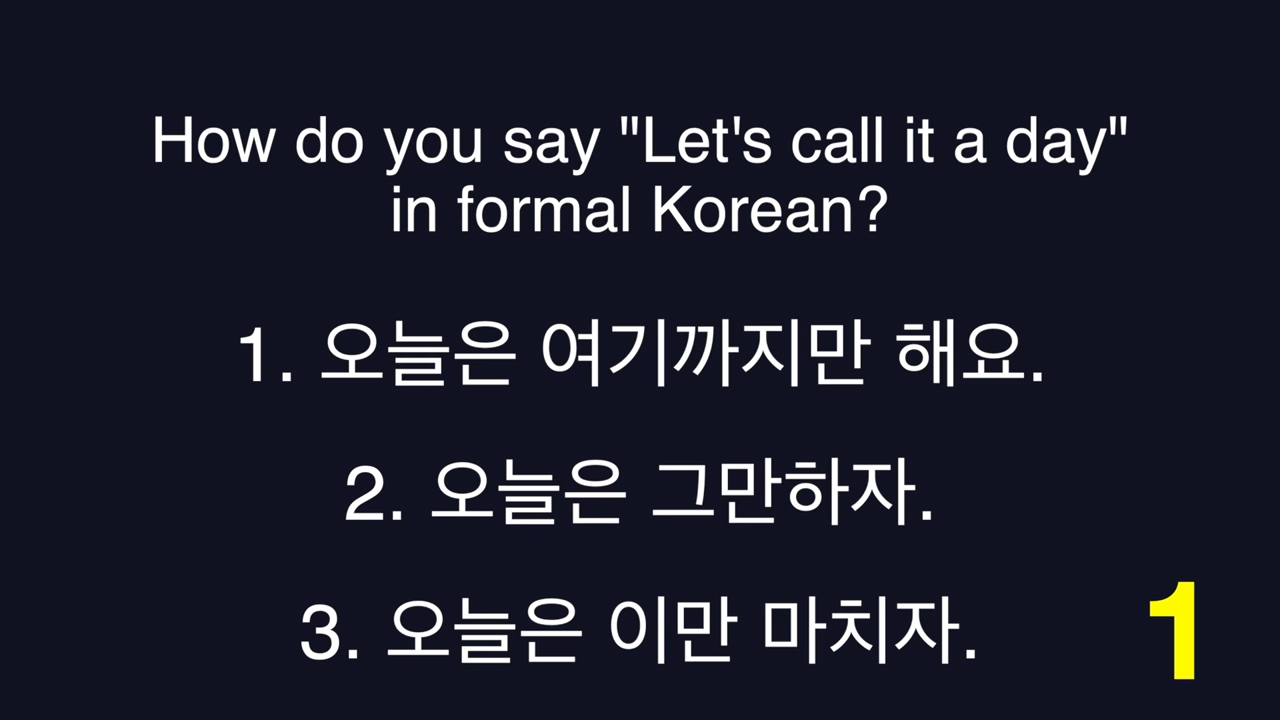 How do you say "Let's call it a day"
in formal Korean?
1. 오늘은 여기까지만 해요.
2. 오늘은 그만하자.
3. 오늘은 이만 마치자.
1